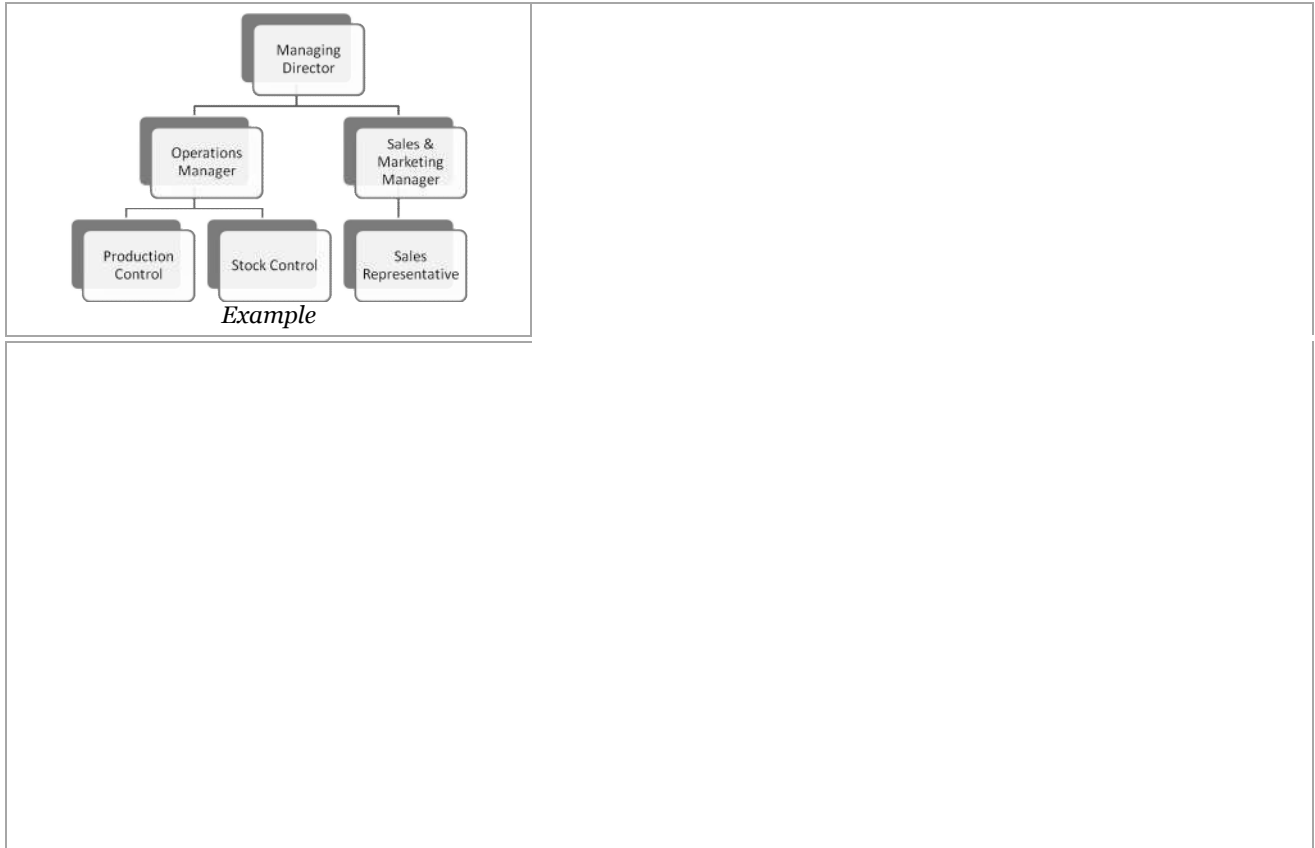 Managing
Director
Operations
Manager
Sales &
Marketing
Manager
Production
Control
Stock Control
Sales
Representative
Example